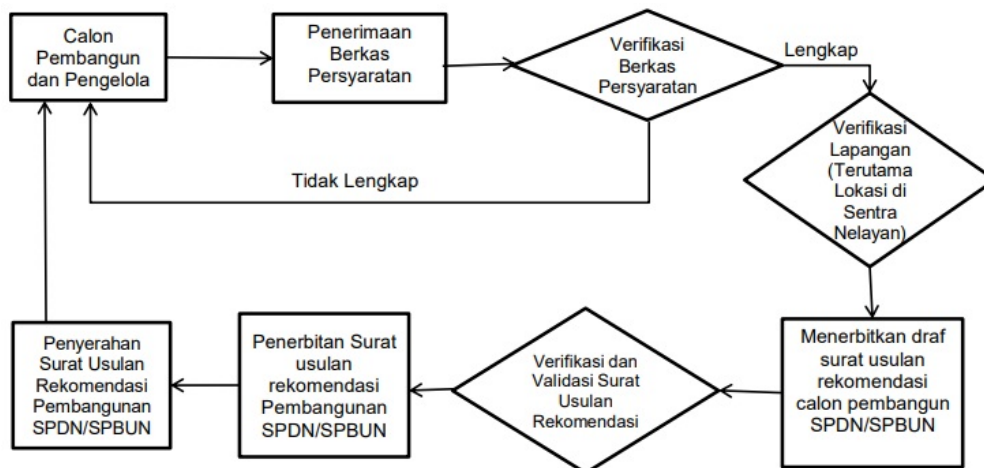 Calon
Pembangun
dan Pengelola
Penerimaan
Berkas
Persyaratan
Verifikasi
Berkas
Persyaratan
Lengkap
Tidak Lengkap
Verifikasi
Lapangan
(Terutama
Lokasi di
Sentra
Nelayan)
Menerbitkan draf
surat usulan
rekomendasi
calon pembangun
SPDN/SPBUN
Verifikasi dan
Validasi Surat
Usulan
Rekomendasi
Penerbitan Surat
usulan
rekomendasi
Pembangunan
SPDN/SPBUN
Penyerahan
Surat Usulan
Rekomendasi
Pembangunan
SPDN/SPBUN